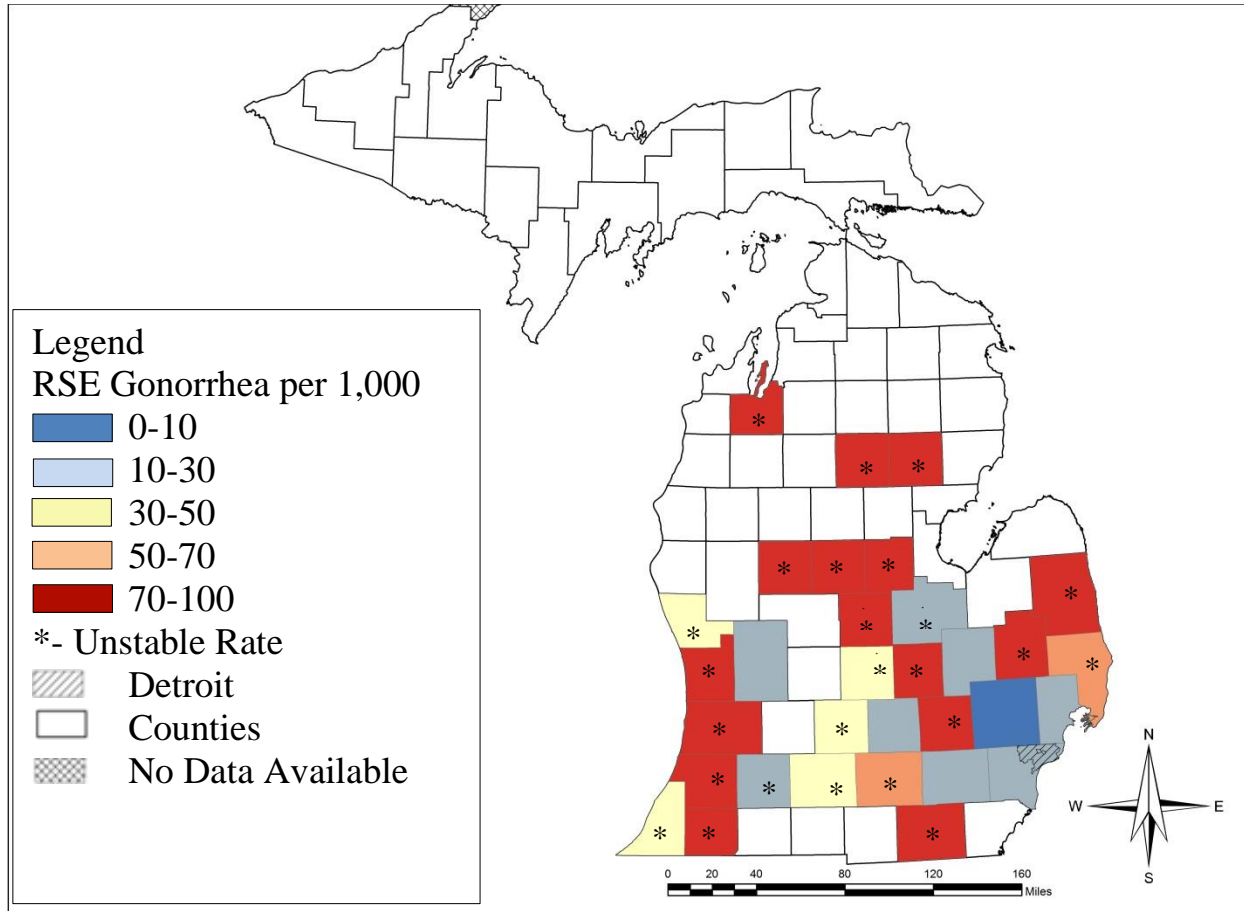 Legend
RSE Gonorrhea per 1,000
0-10
10-30
30-50
50-70
70-100
*- Unstable Rate
Detroit
Counties
No Data Available
*
* *
* * *
*
* * *
* * * * *
* * *
* * * *
* * *
N
W E
S
0 20 40 80 120 160
Miles